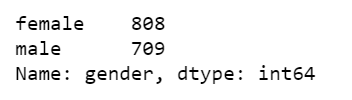 female    808
male      709
Name: gender, dtype: int64